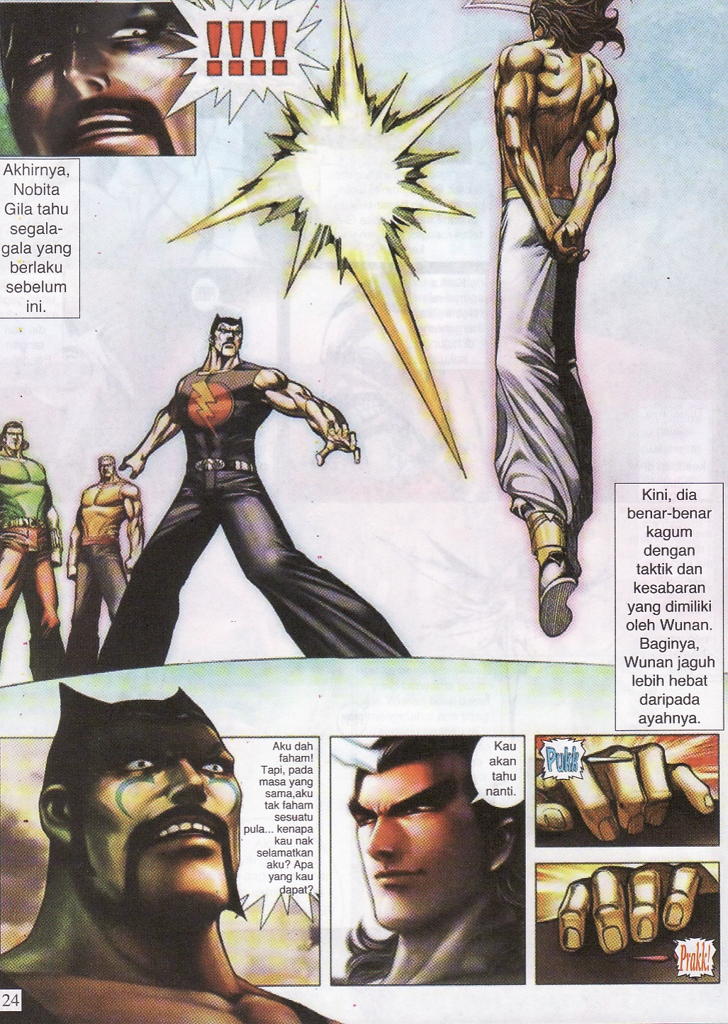 !!!!
Akhirnya,
Nobita
Gila tahu
segala-
gala yang
berlaku
sebelum
ini.
Kini, dia
benar-benar
kagum
dengan
taktik dan
kesabaran
yang dimiliki
oleh Wunan.
Baginya,
Wunan jaguh
lebih hebat
daripada
ayahnya.
Aku dah
faham!
Tapi, pada
masa yang
sama,aku
tak faham
sesuatu
pula... kenapa
kau nak
selamatkan
aku? Apa
yang kau
dapat?
Kau
akan
tahu
nanti.
Pukk
Prakk!
24